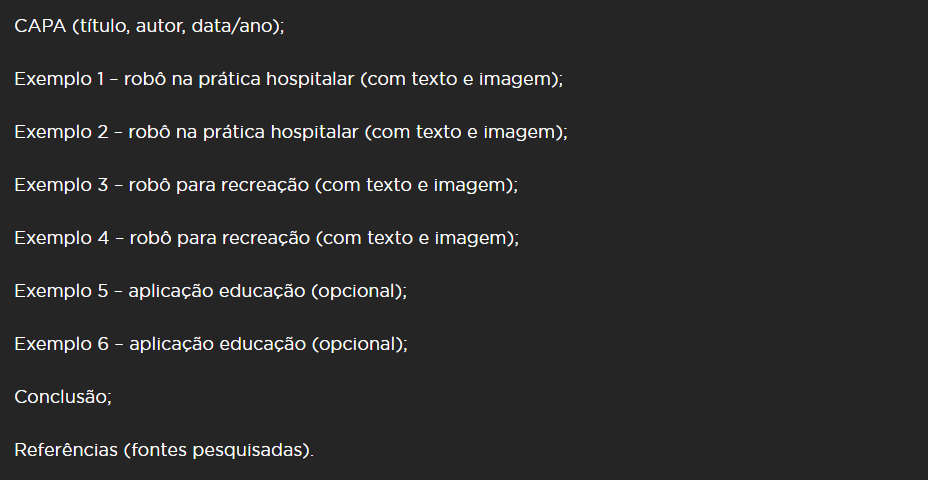 CAPA (título, autor, data/ano);
Exemplo 1 – robô na prática hospitalar (com texto e imagem);
Exemplo 2 – robô na prática hospitalar (com texto e imagem);
Exemplo 3 – robô para recreação (com texto e imagem);
Exemplo 4 – robô para recreação (com texto e imagem);
Exemplo 5 – aplicação educação (opcional);
Exemplo 6 – aplicação educação (opcional);
Conclusão;
Referências (fontes pesquisadas).